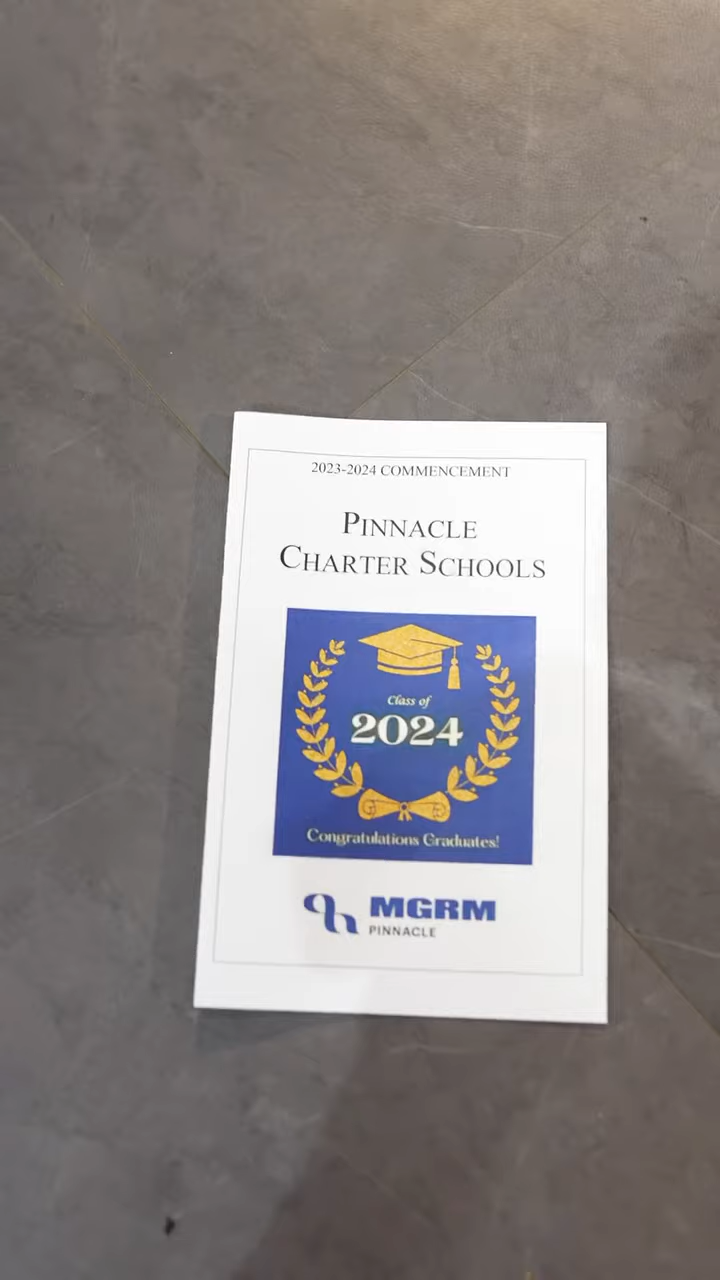 2023-2024 COMMENCEMENT
PINNACLE
CHARTER SCHOOLS
Class of
2024
Congratulations Graduates!
MGRM
PINNACLE